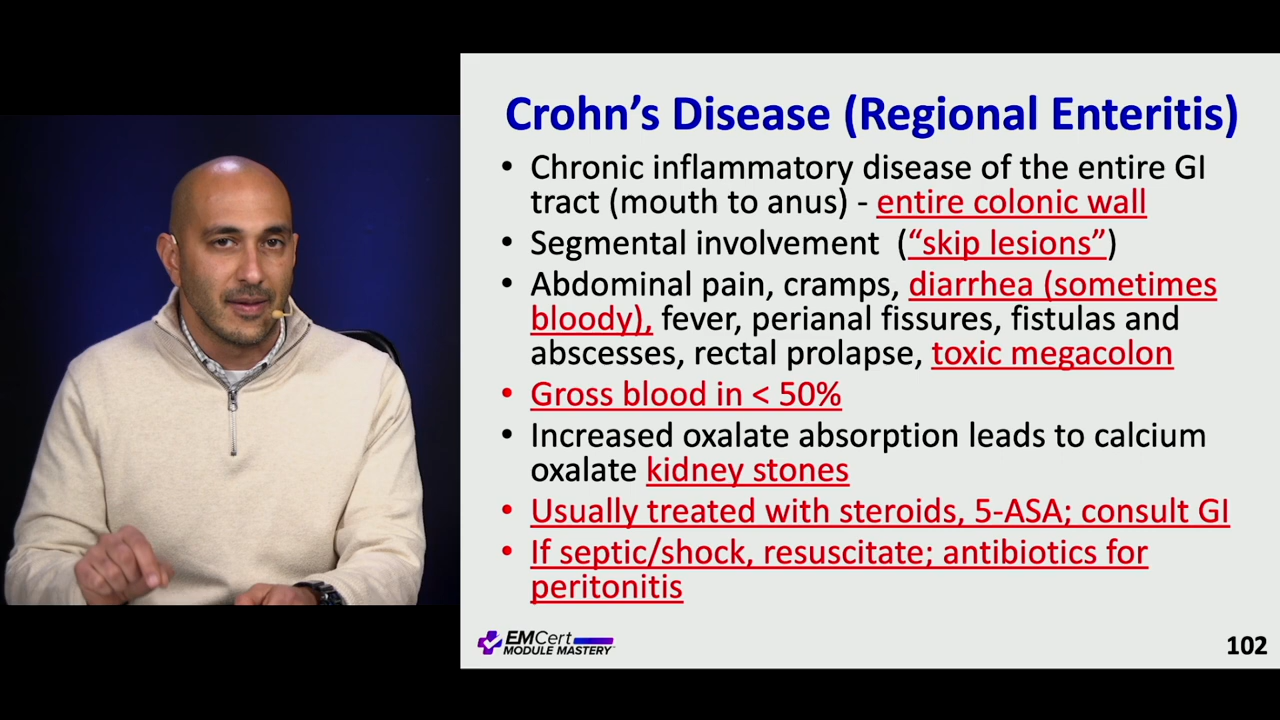 Crohn’s Disease (Regional Enteritis)
• Chronic inflammatory disease of the entire GI
tract (mouth to anus) - entire colonic wall
• Segmental involvement (“skip lesions”)
• Abdominal pain, cramps, diarrhea (sometimes
bloody), fever, perianal fissures, fistulas and
abscesses, rectal prolapse, toxic megacolon
• Gross blood in < 50%
• Increased oxalate absorption leads to calcium
oxalate kidney stones
• Usually treated with steroids, 5-ASA; consult GI
• If septic/shock, resuscitate; antibiotics for
peritonitis
EMCert
MODULE MASTERY
102